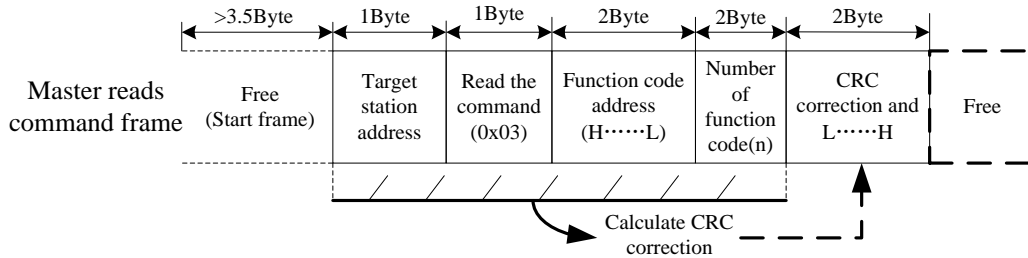 >3.5Byte 1Byte 1Byte 2Byte 2Byte 2Byte
Master reads
command frame
Free
(Start frame)
Target
station
address
Read the
command
(0x03)
Function code
address
(H⋯⋯L)
Number
of
function
code(n)
CRC
correction and
L⋯⋯H
Free
Calculate CRC
correction